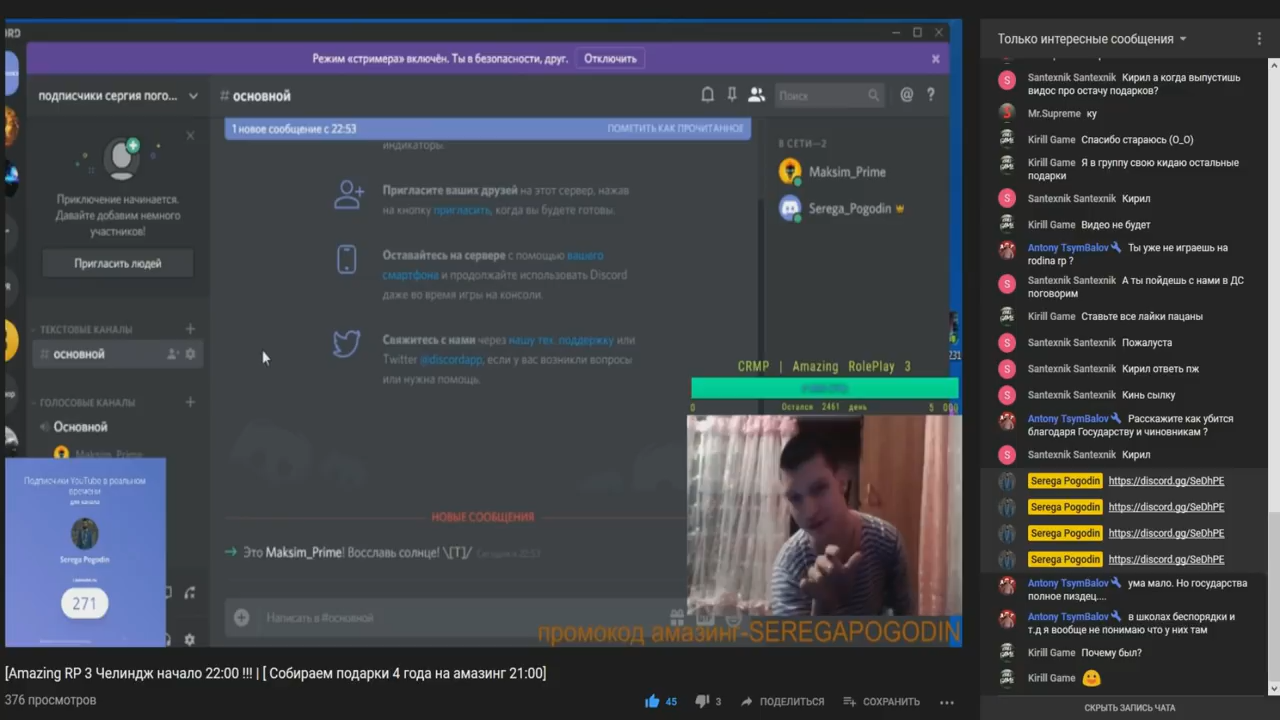 Режим «стримера» включён. Ты в безопасности, друг.
Отключить
подписчики сергия пого...
# основной
Поиск
1 новое сообщение с 22:53
ПОМЕТИТЬ КАК ПРОЧИТАННОЕ
индикаторы.
Пригласите ваших друзей на этот сервер, нажав
на кнопку пригласить, когда вы будете готовы.
Оставайтесь на сервере с помощью вашего
смартфона и продолжайте использовать Discord
даже во время игры на консоли.
Свяжитесь с нами через нашу тех. поддержку или
Twitter @discordapp, если у вас возникли вопросы
или нужна помощь.
НОВЫЕ СООБЩЕНИЯ
Это Maksim_Prime! Восславь солнце! \[T]/ Сегодня в 22:53
Написать в #основной
Приключение начинается.
Давайте добавим немного
участников!
Пригласить людей
ТЕКСТОВЫЕ КАНАЛЫ
# основной
ГОЛОСОВЫЕ КАНАЛЫ
Основной
Maksim_Prime
В СЕТИ—2
Maksim_Prime
Serega_Pogodin
Подписчики YouTube в реальном
времени
для канала
Serega Pogodin
271
CRMP | Amazing RolePlay 3
0
Остался 2461 день
5 000
промокод амазинг-SEREGAPOGODIN
[Amazing RP 3 Челиндж начало 22:00 !!! | [ Собираем подарки 4 года на амазинг 21:00]
376 просмотров
45
3
ПОДЕЛИТЬСЯ
СОХРАНИТЬ
Только интересные сообщения
Santexnik Santexnik Кирил а когда выпустишь
видос про остачу подарков?
Mr.Supreme ку
Kirill Game Спасибо стараюсь (О_О)
Kirill Game Я в группу свою кидаю остальные
подарки
Santexnik Santexnik Кирил
Kirill Game Видео не будет
Antony TsymBalov Ты уже не играешь на
rodina rp ?
Santexnik Santexnik А ты пойдешь с нами в ДС
поговорим
Kirill Game Ставьте все лайки пацаны
Santexnik Santexnik Пожалуста
Santexnik Santexnik Кирил ответь пж
Santexnik Santexnik Кинь сылку
Antony TsymBalov Расскажите как убится
благодаря Государству и чиновникам ?
Santexnik Santexnik Кирил
Serega Pogodin https://discord.gg/SeDhPE
Serega Pogodin https://discord.gg/SeDhPE
Serega Pogodin https://discord.gg/SeDhPE
Serega Pogodin https://discord.gg/SeDhPE
Antony TsymBalov ума мало. Но государства
полное пиздец....
Antony TsymBalov в школах беспорядки и
т.д я вообще не понимаю что у них там
Kirill Game Почему был?
Kirill Game
СКРЫТЬ ЗАПИСЬ ЧАТА